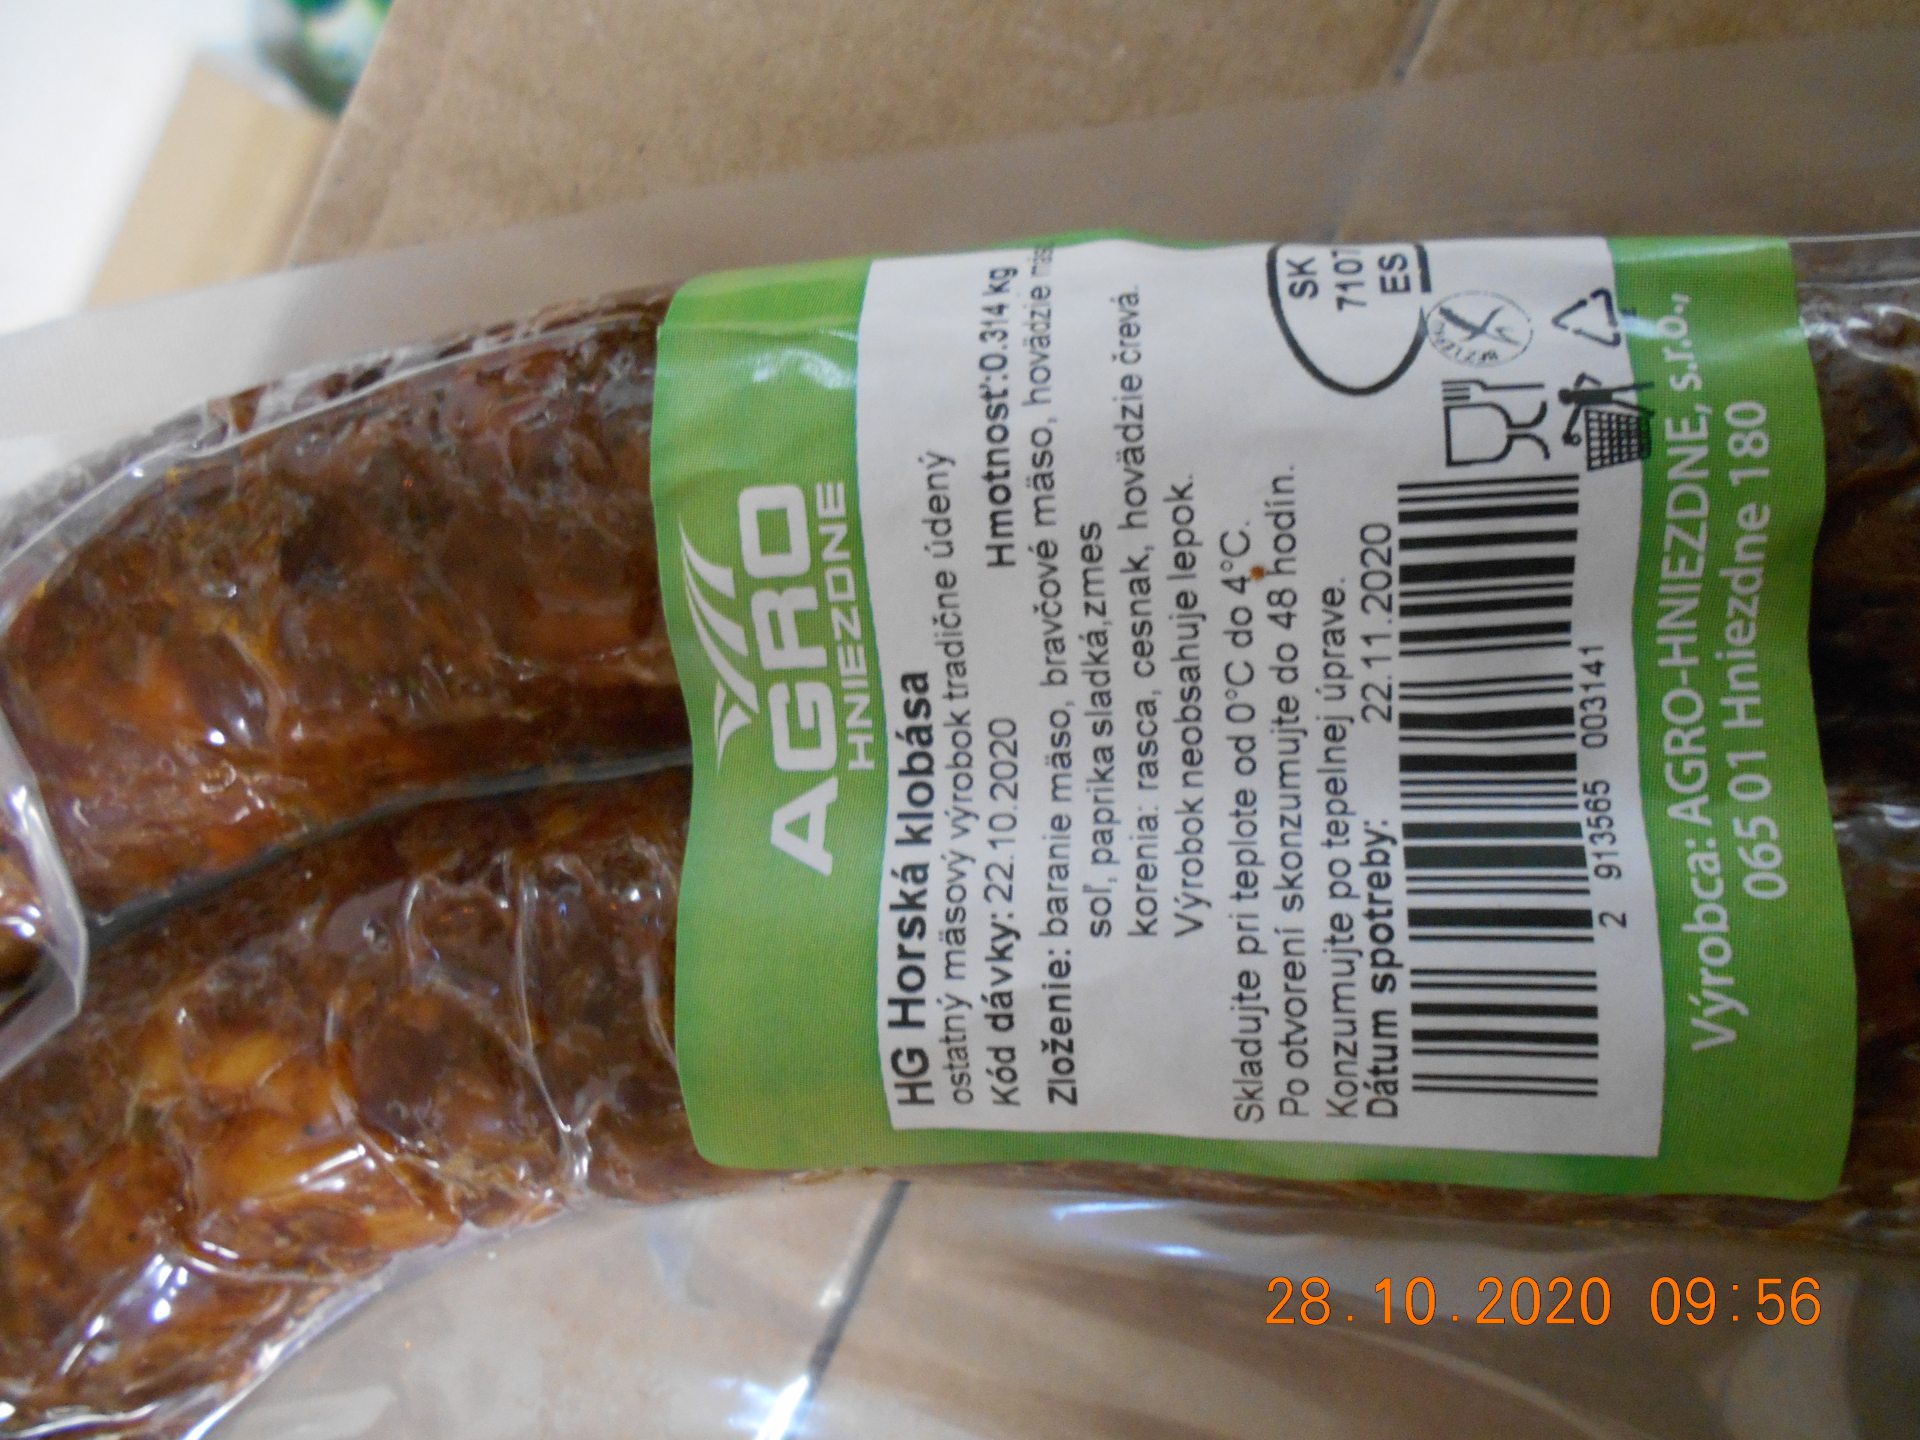 AGRO
HNIEZDNE
HG Horská klobása
ostatný mäsový výrobok tradične údený
Kód dávky: 22.10.2020 Hmotnosť:0.314 kg
Zloženie: baranie mäso, bravčové mäso, hovädzie
soľ, paprika sladká,zmes
korenia: rasca, cesnak, hovädzie črevá.
Výrobok neobsahuje lepok.
Skladujte pri teplote od 0°C do 4°C.
Po otvorení skonzumujte do 48 hodín.
Konzumujte po tepelnej úprave.
Dátum spotreby: 22.11.2020
SK
7107
ES
2 913565 003141
Výrobca: AGRO-HNIEZDNE, s.r.o.,
065 01 Hniezdne 180
28.10.2020 09:56